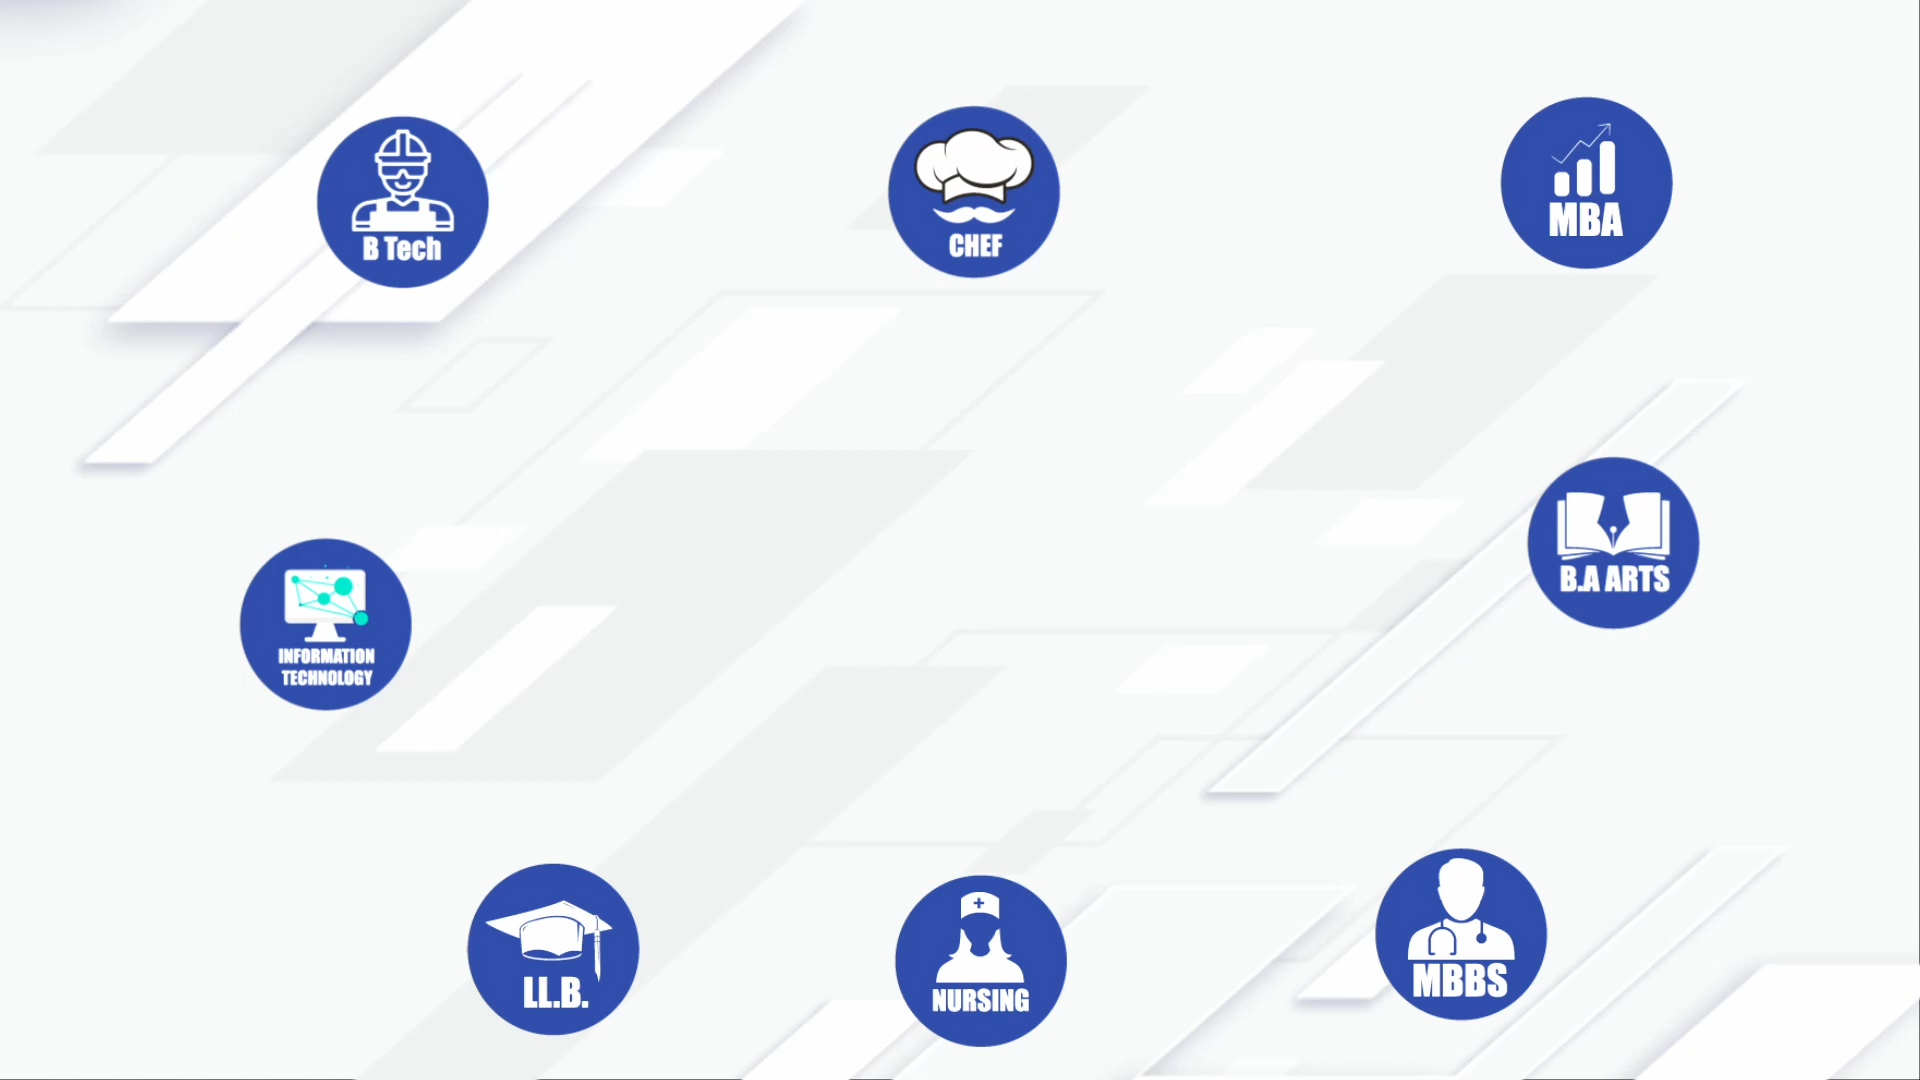 B Tech
CHEF
MBA
B.A ARTS
INFORMATION
TECHNOLOGY
LL.B.
NURSING
MBBS